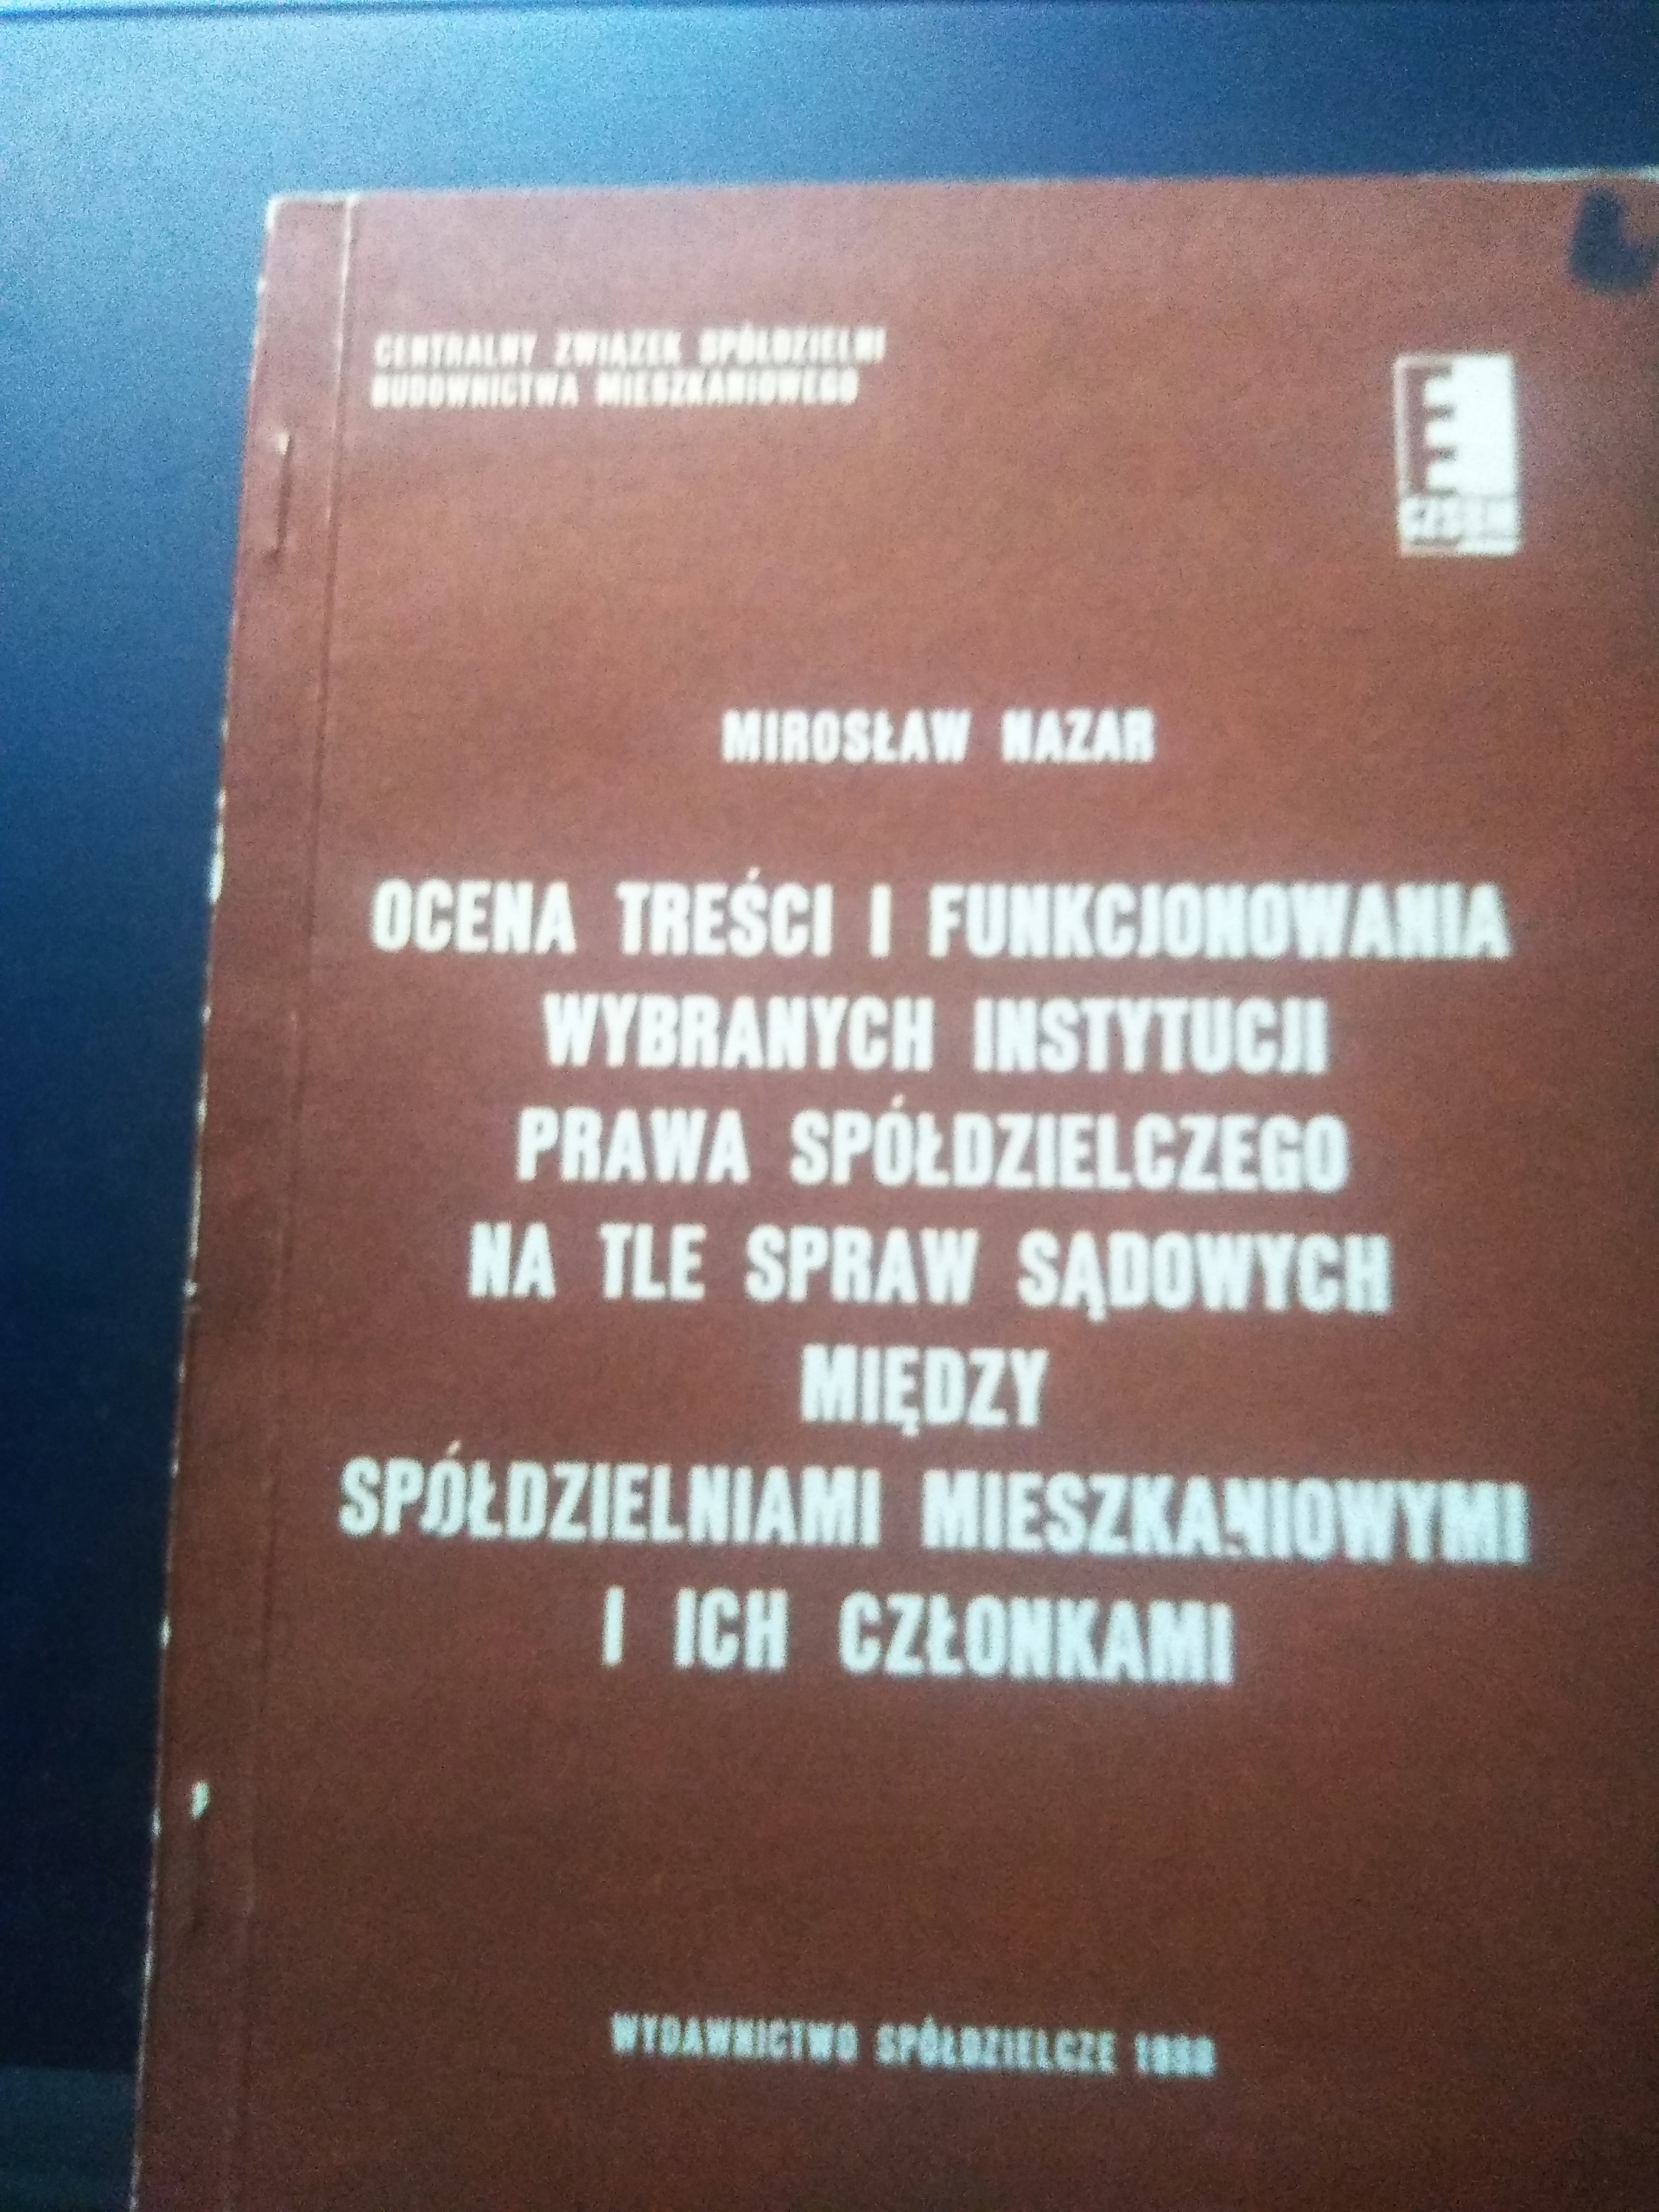 CENTRALNY ZWIĄZEK SPÓŁDZIELNI
BUDOWNICTWA MIESZKANIOWEGO
MIROSŁAW NAZAR
OCENA TREŚCI I FUNKCJONOWANIA
WYBRANYCH INSTYTUCJI
PRAWA SPÓŁDZIELCZEGO
NA TLE SPRAW SĄDOWYCH
MIĘDZY
SPÓŁDZIELNIAMI MIESZKANIOWYMI
I ICH CZŁONKAMI
WYDAWNICTWO SPÓŁDZIELCZE